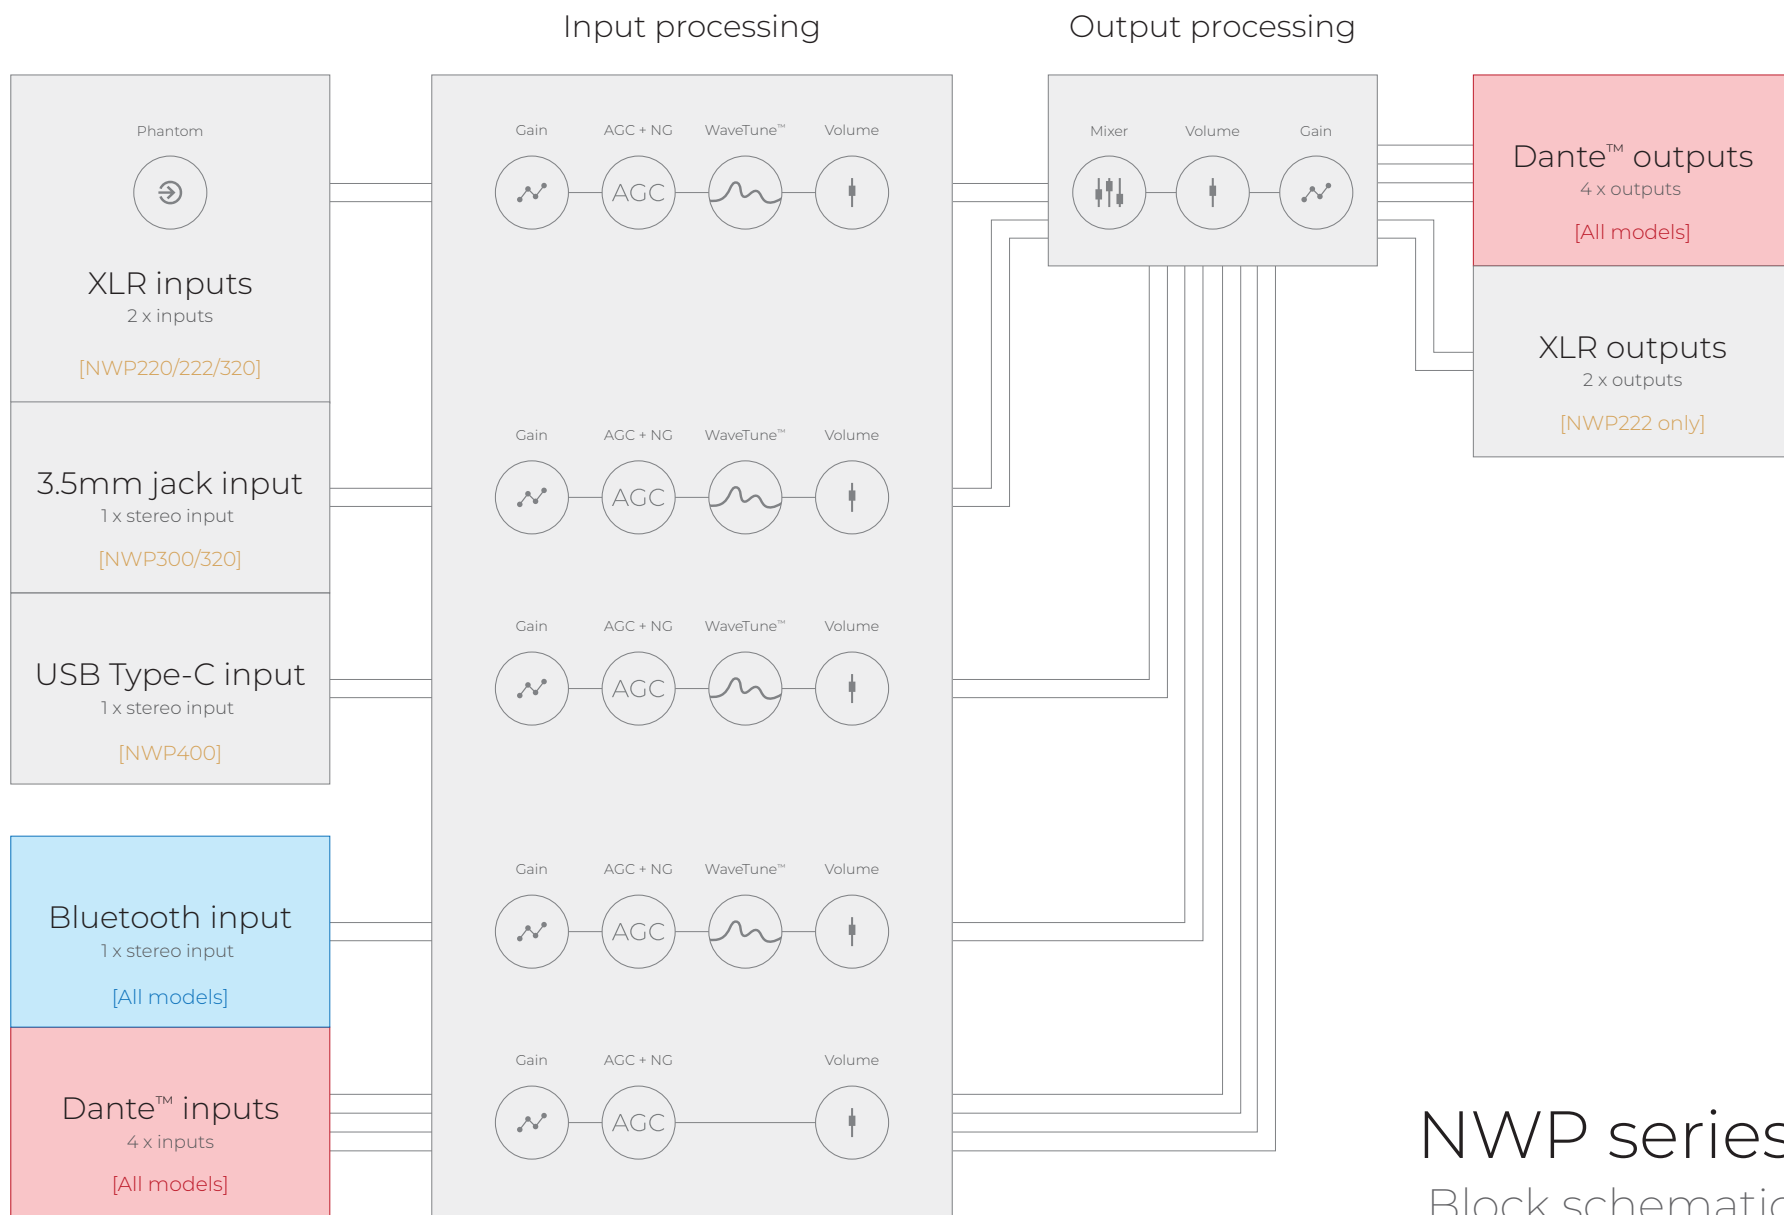 Input processing
Output processing
Phantom
XLR inputs
2 x inputs
[NWP220/222/320]
3.5mm jack input
1 x stereo input
[NWP300/320]
USB Type-C input
1 x stereo input
[NWP400]
Bluetooth input
1 x stereo input
[All models]
Dante™ inputs
4 x inputs
[All models]
Gain AGC + NG WaveTune™ Volume
AGC
Gain AGC + NG WaveTune™ Volume
AGC
Gain AGC + NG WaveTune™ Volume
AGC
Gain AGC + NG WaveTune™ Volume
AGC
Gain AGC + NG Volume
AGC
Mixer Volume Gain
Dante™ outputs
4 x outputs
[All models]
XLR outputs
2 x outputs
[NWP222 only]
NWP series
Block schematic